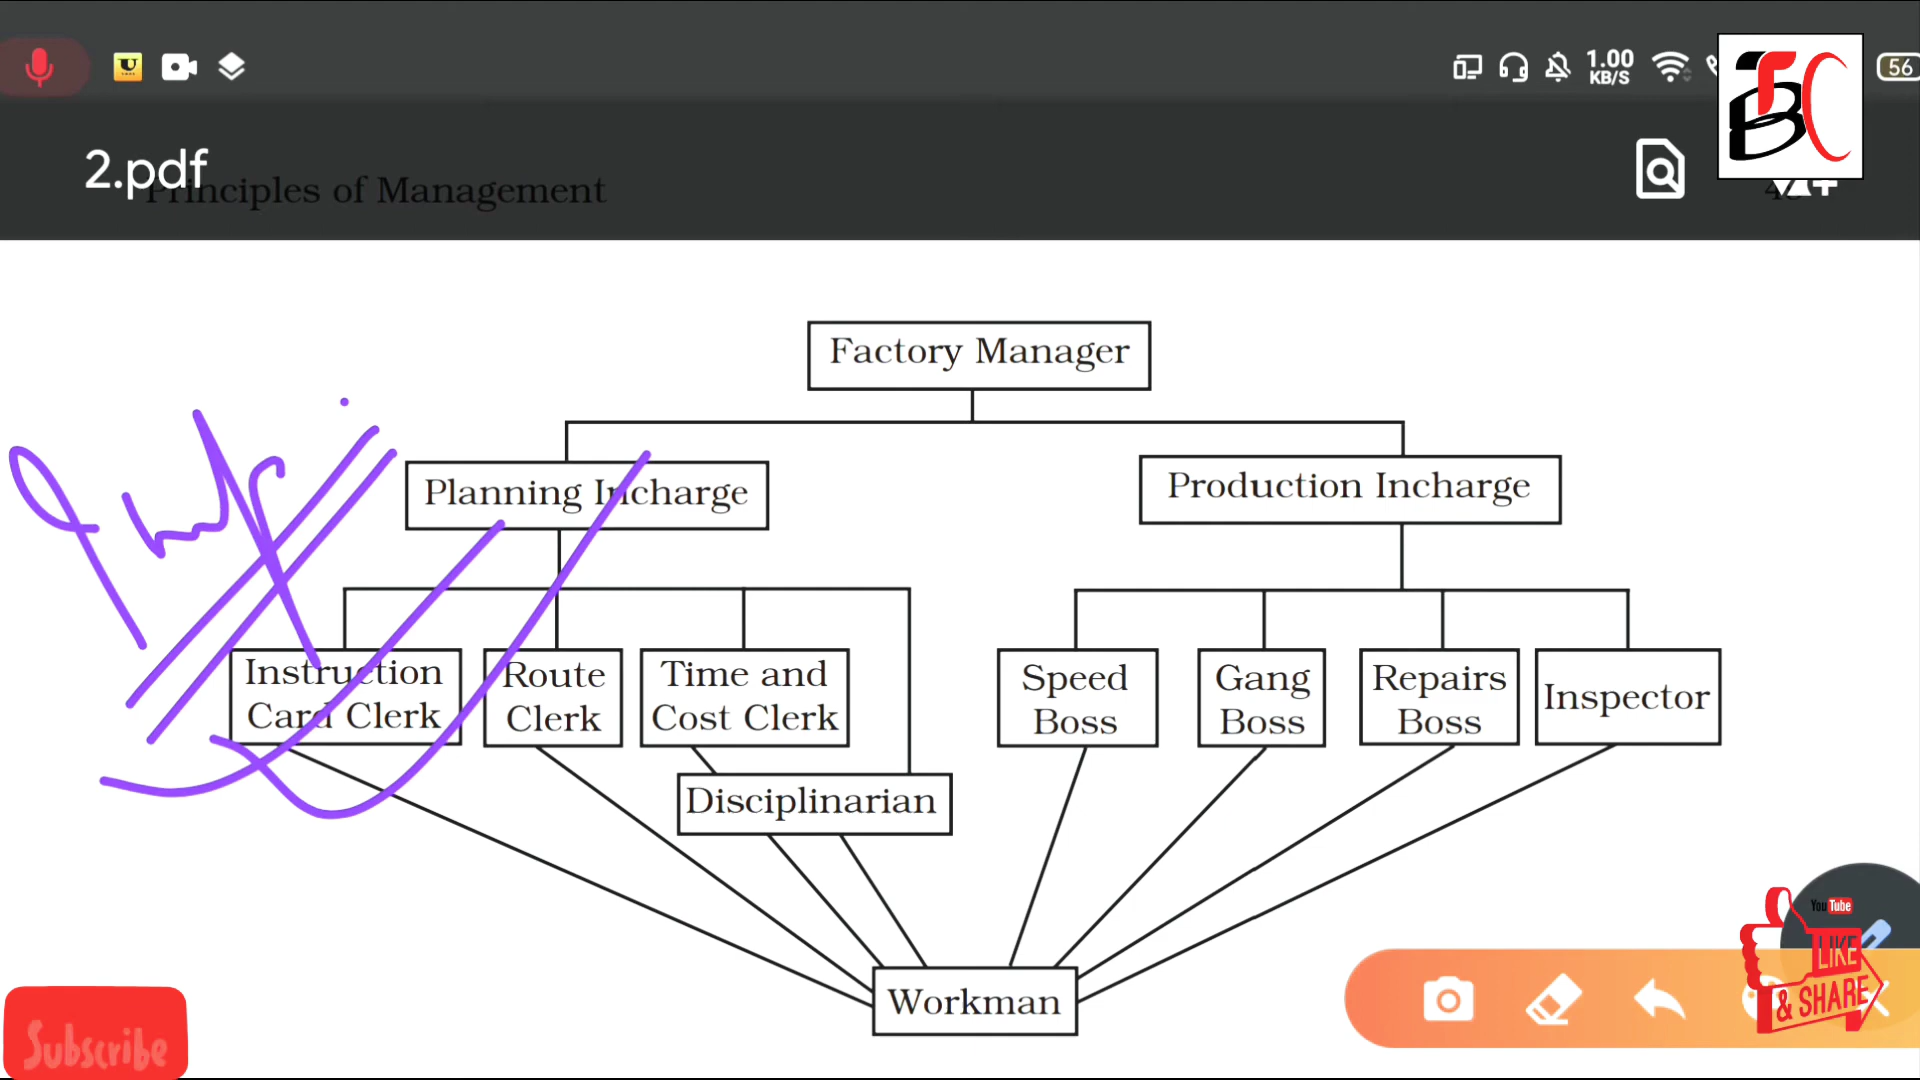 1.00
KB/S
56
TBC
2.pdf
Principles of Management
Factory Manager
Planning Incharge
Production Incharge
Instruction
Card Clerk
Route
Clerk
Time and
Cost Clerk
Speed
Boss
Gang
Boss
Repairs
Boss
Inspector
Disciplinarian
Workman
YouTube
LIKE
& SHARE
Subscribe